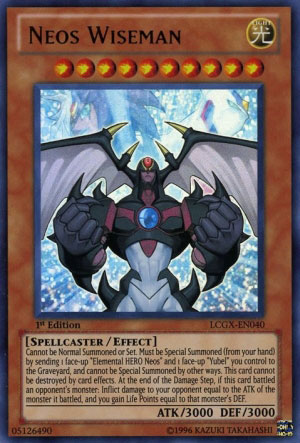 NEOS WISEMAN
LIGHT
光
1st Edition
LCGX-EN040
[SPELLCASTER / EFFECT]
Cannot be Normal Summoned or Set. Must be Special Summoned (from your hand)
by sending 1 face-up "Elemental HERO Neos" and 1 face-up "Yubel" you control to
the Graveyard, and cannot be Special Summoned by other ways. This card cannot
be destroyed by card effects. At the end of the Damage Step, if this card battled
an opponent's monster: Inflict damage to your opponent equal to the ATK of the
monster it battled, and you gain Life Points equal to that monster's DEF.
ATK/3000 DEF/3000
05126490
©1996 KAZUKI TAKAHASHI